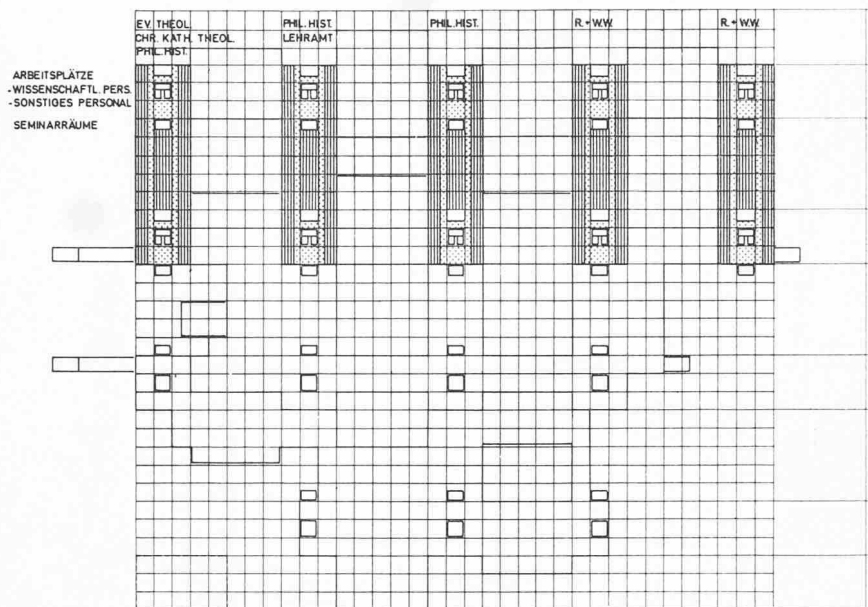 EV. THEOL.
CHR. KATH. THEOL.
PHIL. HIST.
PHIL. HIST.
LEHRAMT
PHIL. HIST.
R. + W.W.
R. + W.W.
ARBEITSPLÄTZE
- WISSENSCHAFTL. PERS.
- SONSTIGES PERSONAL
SEMINARRÄUME